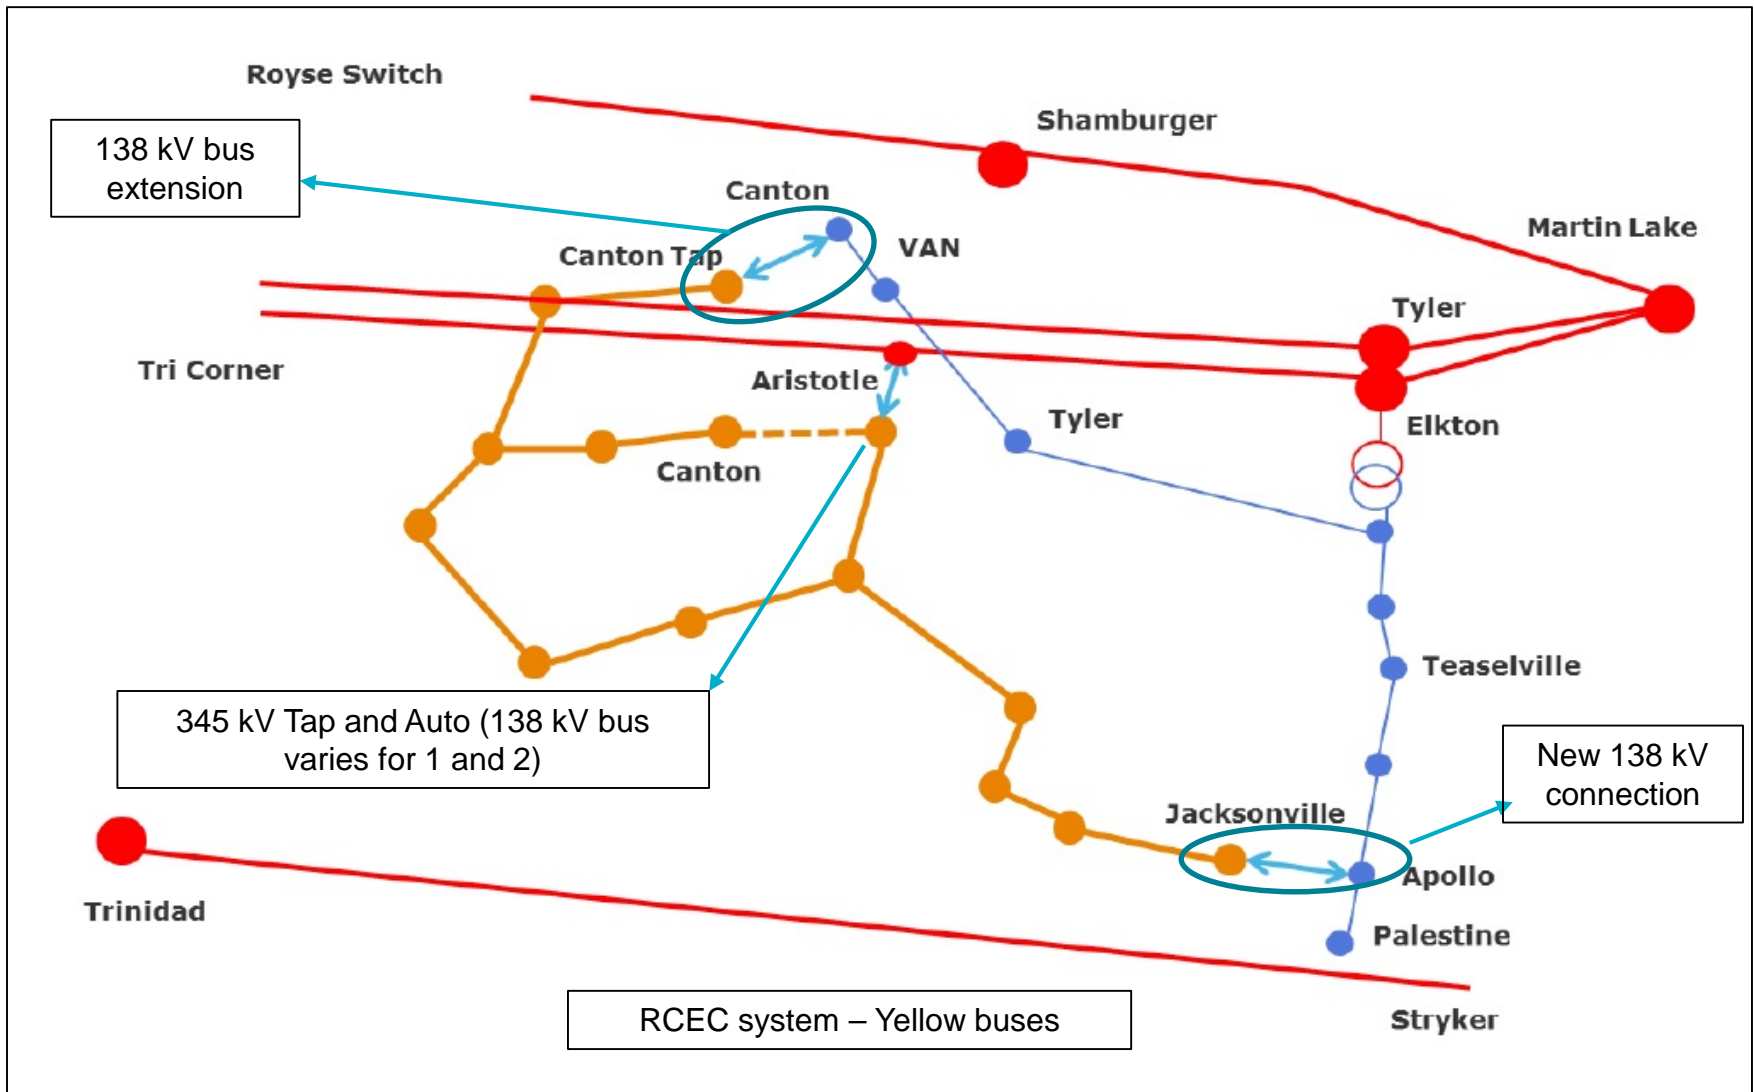 Royse Switch
Shamburger
138 kV bus
extension
Canton
Martin Lake
VAN
Canton Tap
Tyler
Tri Corner
Aristotle
Tyler
Elkton
Canton
Teaselville
345 kV Tap and Auto (138 kV bus
varies for 1 and 2)
New 138 kV
connection
Jacksonville
Apollo
Trinidad
Palestine
RCEC system – Yellow buses
Stryker